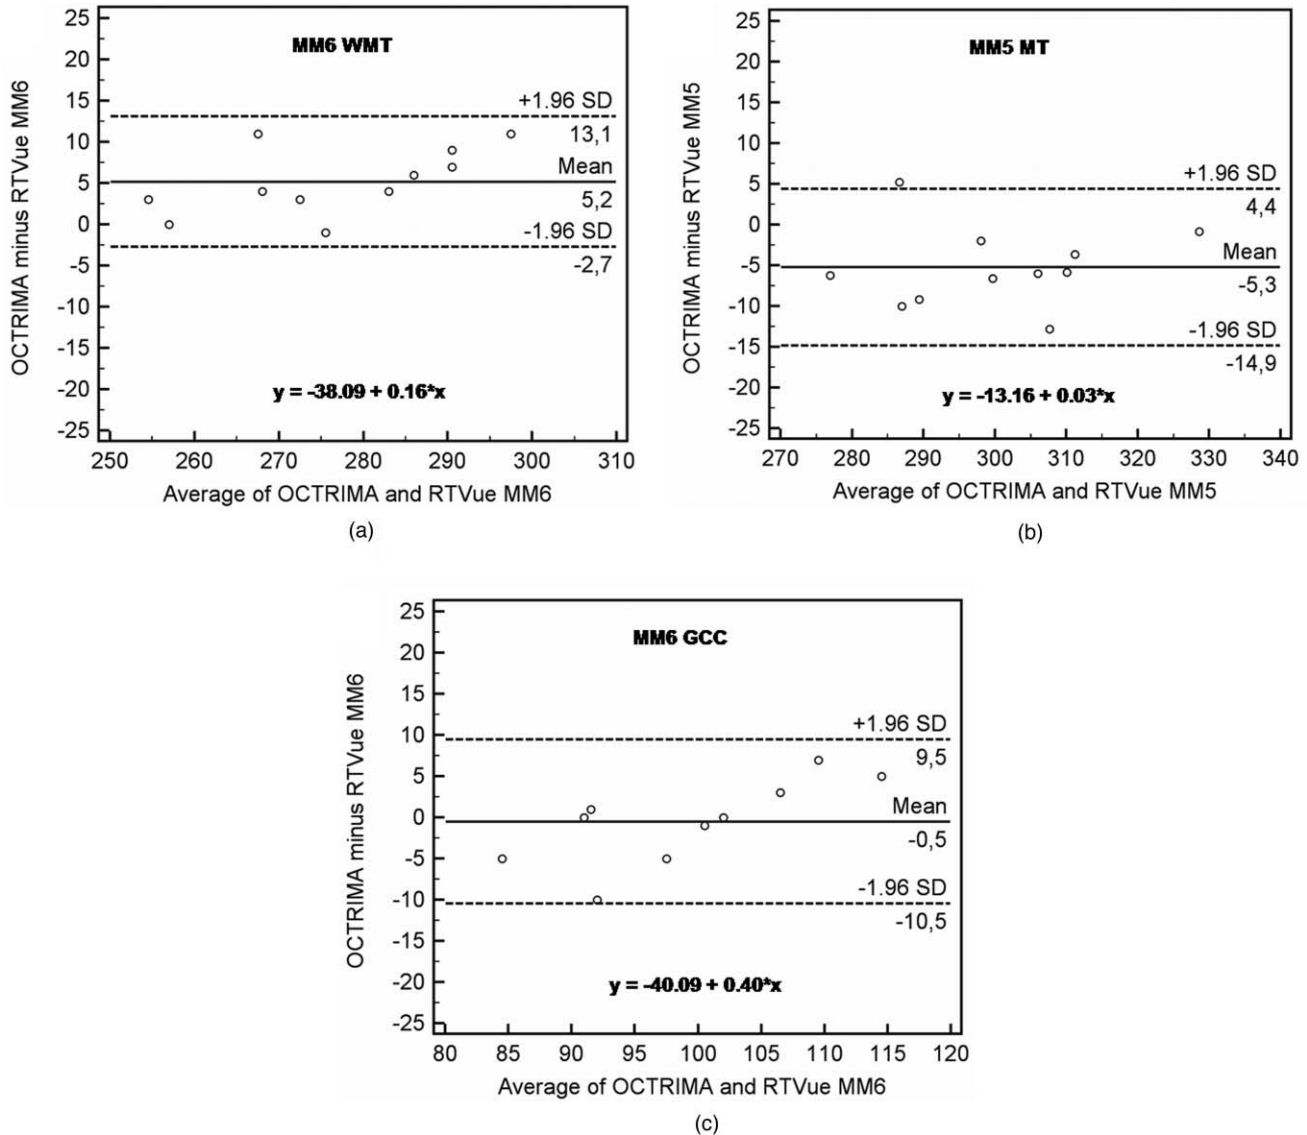 MM6 WMT
OCTRIMA minus RTVue MM6
25
20
15
10
5
0
-5
-10
-15
-20
-25
+1.96 SD
13,1
Mean
5,2
-1.96 SD
-2,7
y = -38.09 + 0.16*x
250 260 270 280 290 300 310
Average of OCTRIMA and RTVue MM6
(a)
MM5 MT
OCTRIMA minus RTVue MM5
25
20
15
10
5
0
-5
-10
-15
-20
-25
+1.96 SD
4,4
Mean
-5,3
-1.96 SD
-14,9
y = -13.16 + 0.03*x
270 280 290 300 310 320 330 340
Average of OCTRIMA and RTVue MM5
(b)
MM6 GCC
OCTRIMA minus RTVue MM6
25
20
15
10
5
0
-5
-10
-15
-20
-25
+1.96 SD
9,5
Mean
-0,5
-1.96 SD
-10,5
y = -40.09 + 0.40*x
80 85 90 95 100 105 110 115 120
Average of OCTRIMA and RTVue MM6
(c)